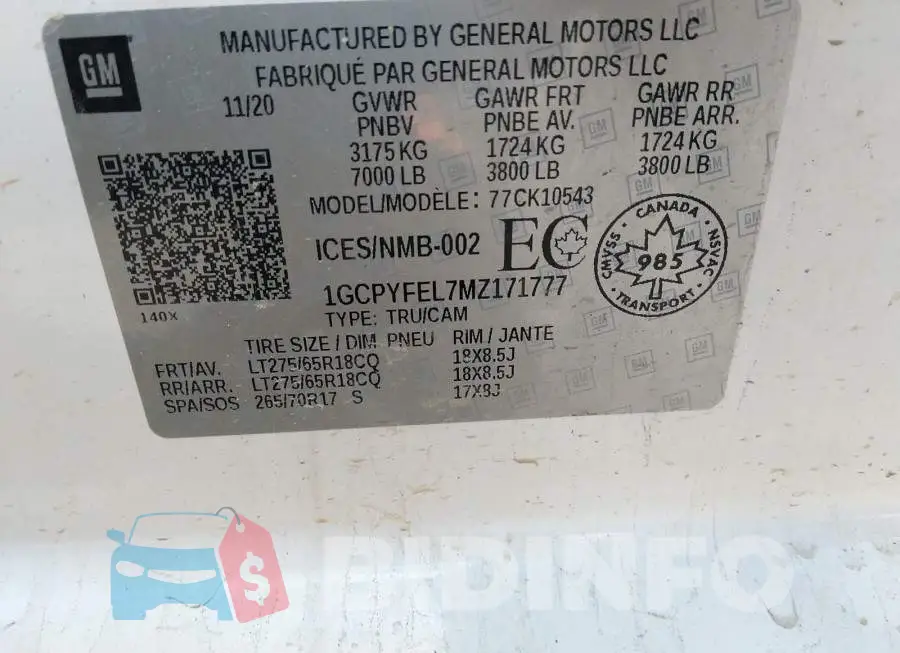 GM
MANUFACTURED BY GENERAL MOTORS LLC
FABRIQUÉ PAR GENERAL MOTORS LLC
11/20 GVWR GAWR FRT GAWR RR
PNBV PNBE AV. PNBE ARR.
3175 KG 1724 KG 1724 KG
7000 LB 3800 LB 3800 LB
MODEL/MODÈLE: 77CK10543
ICES/NMB-002 EC
CANADA
CMVSS 985 NSVAC
TRANSPORT
1GCPYFEL7MZ171777
140X
TYPE: TRU/CAM
TIRE SIZE / DIM PNEU RIM / JANTE
FRT/AV. LT275/65R18CQ 18X8.5J
RR/ARR. LT275/65R18CQ 18X8.5J
SPA/SOS 265/70R17 S 17X8J
$ BIDINFO